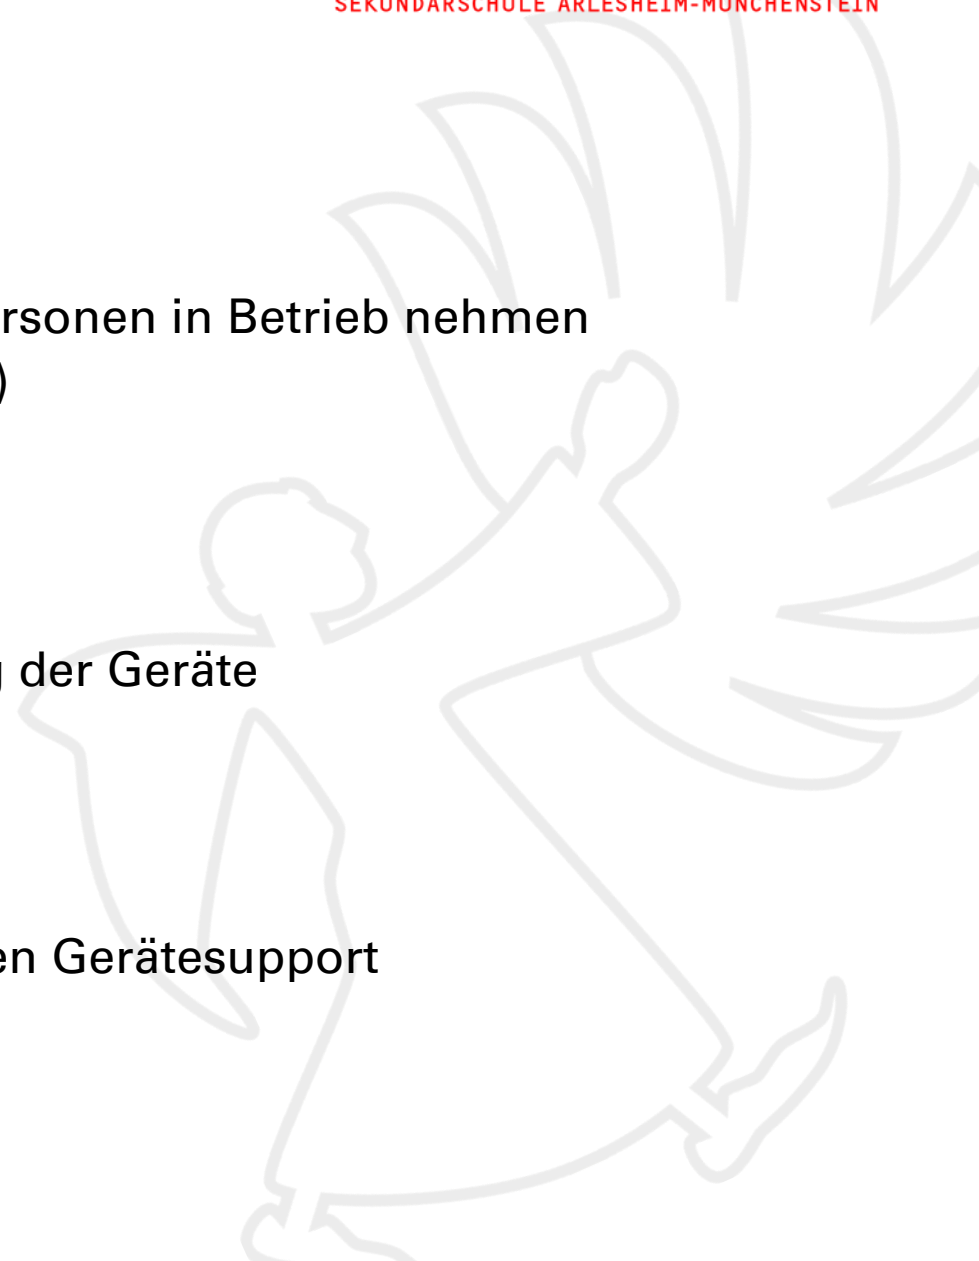 SEKUNDARSCHULE ARLESHEIM-MÜNCHENSTEIN
rsonen in Betrieb nehmen
)
g der Geräte
en Gerätesupport